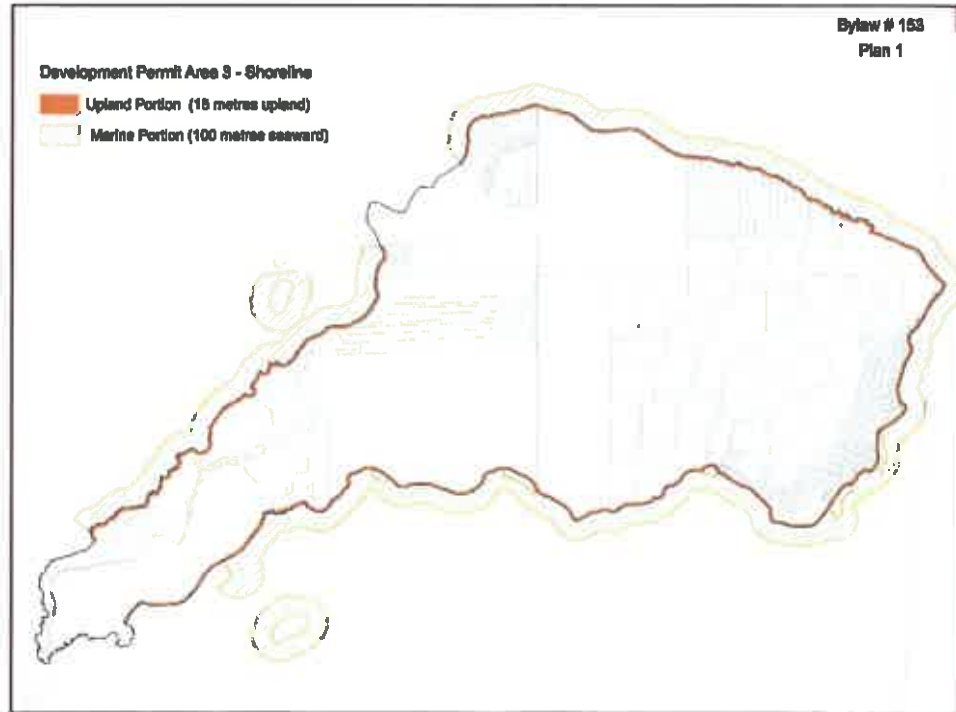 Bylaw # 153
Plan 1
Development Permit Area 3 - Shoreline
Upland Portion (15 metres upland)
Marine Portion (100 metres seaward)